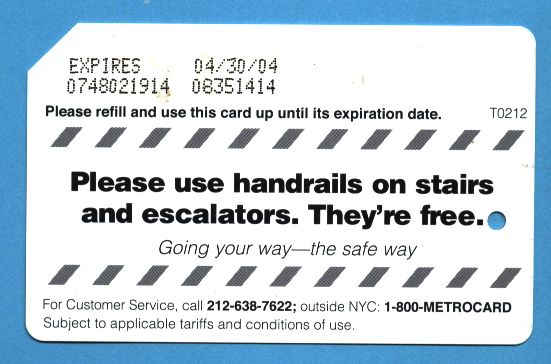 EXPIRES 04/30/04
0748021914 08351414
Please refill and use this card up until its expiration date. T0212
Please use handrails on stairs
and escalators. They're free.
Going your way—the safe way
For Customer Service, call 212-638-7622; outside NYC: 1-800-METROCARD
Subject to applicable tariffs and conditions of use.